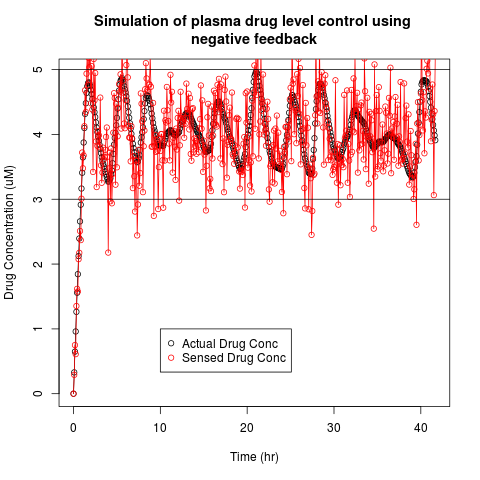 Simulation of plasma drug level control using
negative feedback
Drug Concentration (uM)
5
4
3
2
1
0
Actual Drug Conc
Sensed Drug Conc
0 10 20 30 40
Time (hr)